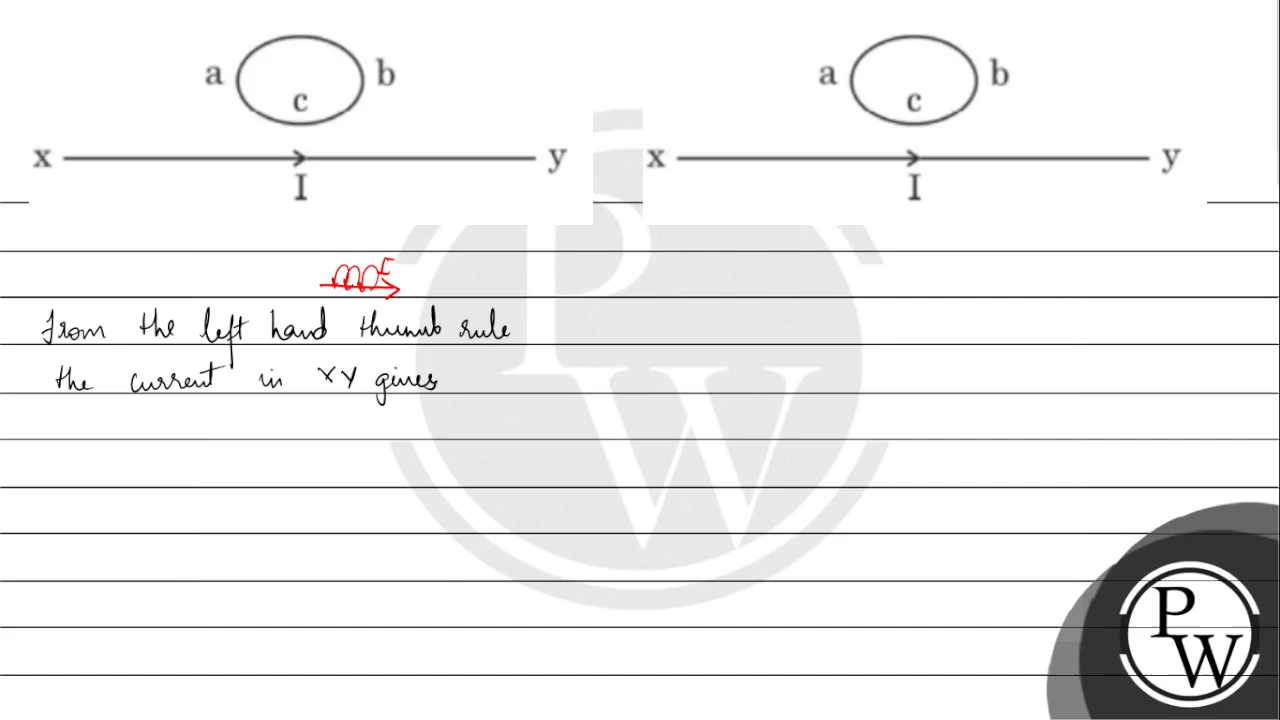 a b a b
c c
x y x y
I I
From the left hand thumb rule
the current in XY gives
P
W
P
W